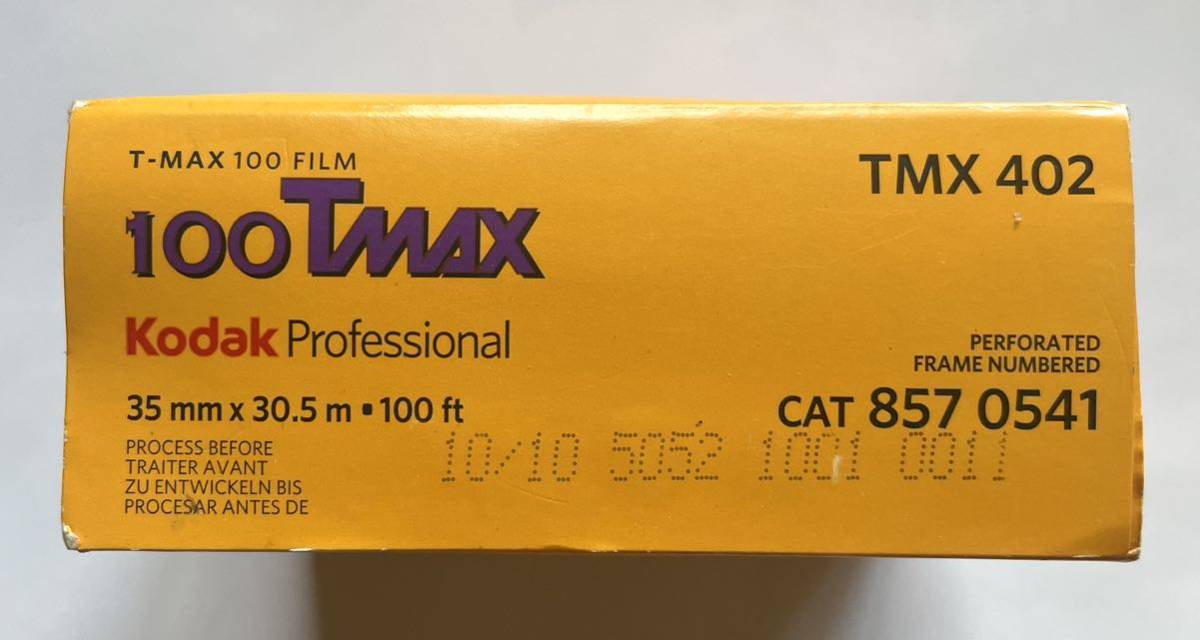 T-MAX 100 FILM
100 TMAX
TMX 402
Kodak Professional
PERFORATED
FRAME NUMBERED
35 mm x 30.5 m ▪ 100 ft
CAT 857 0541
PROCESS BEFORE
TRAITER AVANT
ZU ENTWICKELN BIS
PROCESAR ANTES DE
10/10 5052 1001 0011